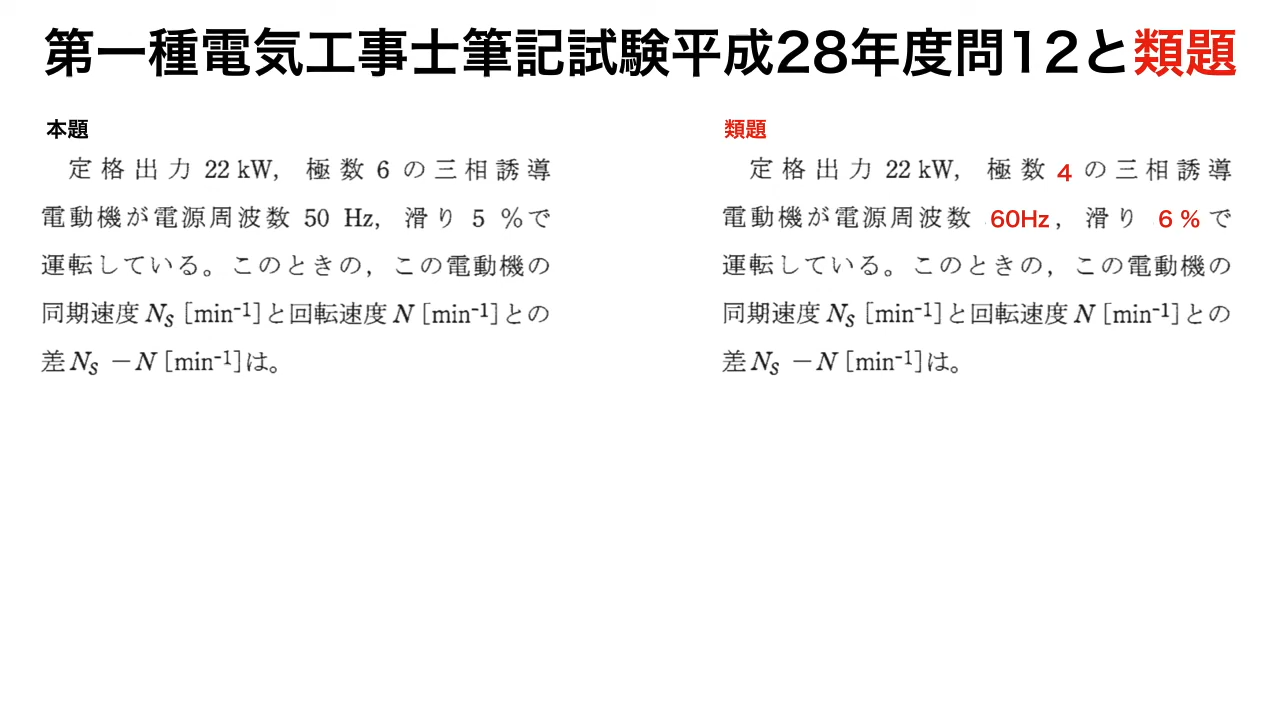 第一種電気工事士筆記試験平成28年度問12と類題
本題
定格出力 22 kW, 極数 6 の三相誘導
電動機が電源周波数 50 Hz, 滑り 5 %で
運転している。このときの, この電動機の
同期速度 NS [min-1]と回転速度 N [min-1]との
差 NS －N [min-1]は。
類題
定格出力 22 kW, 極数 4 の三相誘導
電動機が電源周波数 60Hz, 滑り 6 %で
運転している。このときの, この電動機の
同期速度 NS [min-1]と回転速度 N [min-1]との
差 NS －N [min-1]は。